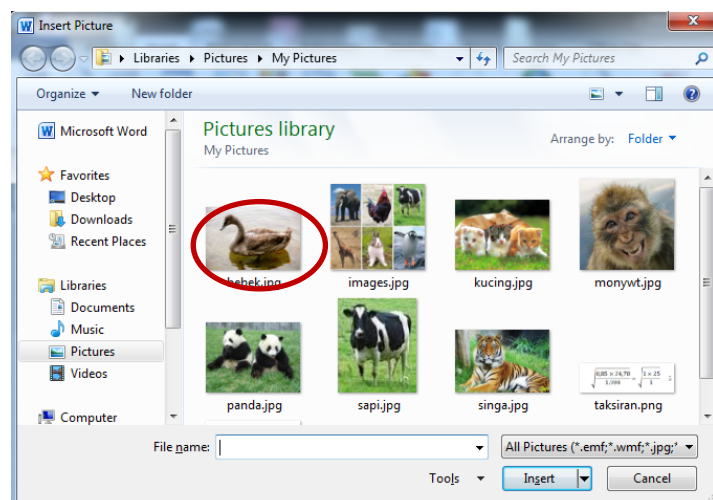 Insert Picture
Libraries ▸ Pictures ▸ My Pictures
Search My Pictures
Organize
New folder
Microsoft Word
Favorites
Desktop
Downloads
Recent Places
Libraries
Documents
Music
Pictures
Videos
Computer
Pictures library
My Pictures
Arrange by: Folder
bebek.jpg
images.jpg
kucing.jpg
monywt.jpg
panda.jpg
sapi.jpg
singa.jpg
taksiran.png
File name:
All Pictures (*.emf;*.wmf;*.jpg;*
Tools
Insert
Cancel